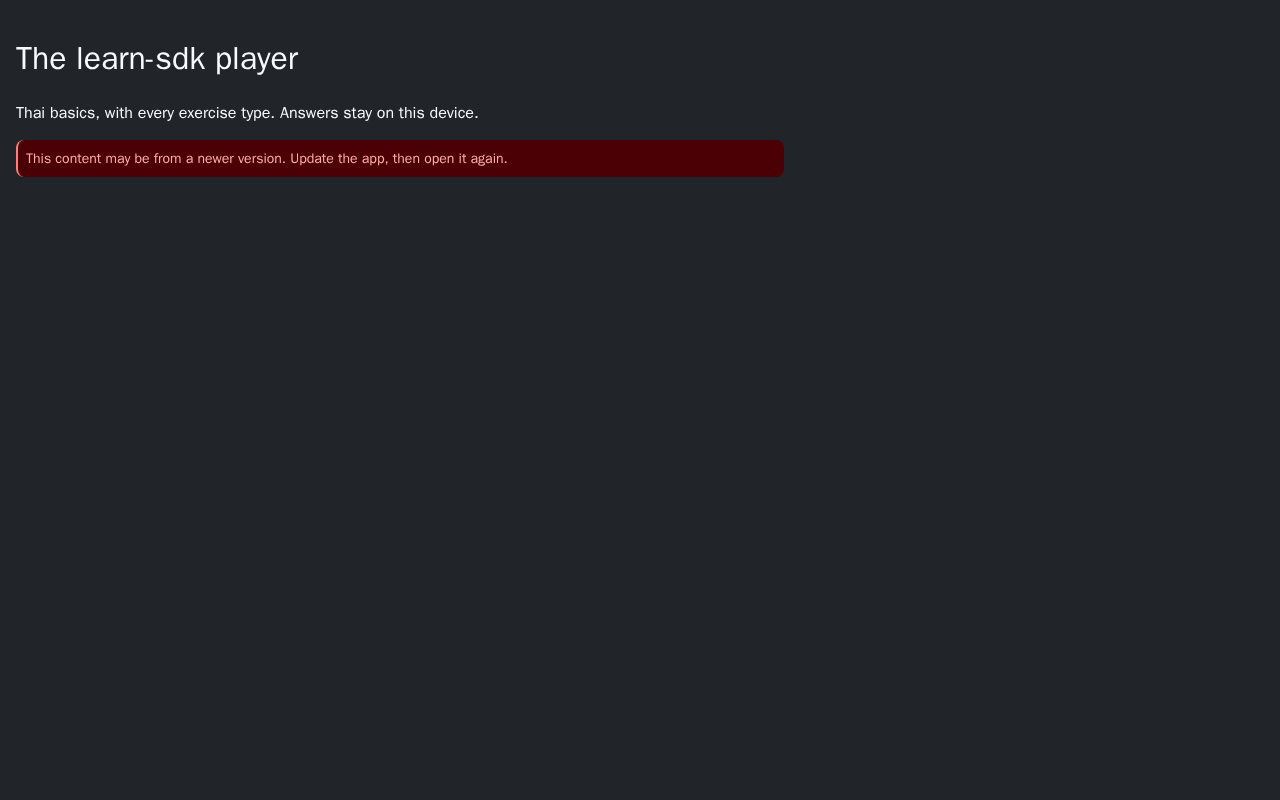 The learn-sdk player
Thai basics, with every exercise type. Answers stay on this device.
This content may be from a newer version. Update the app, then open it again.